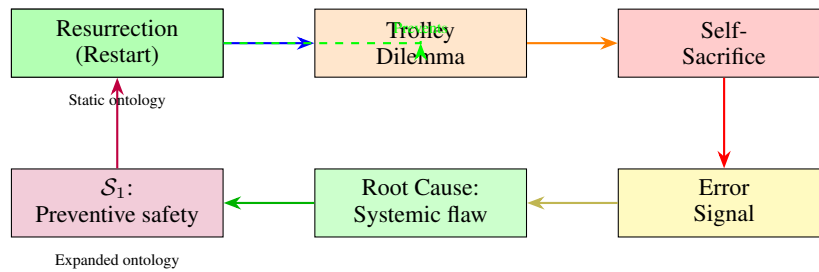 Resurrection
(Restart)
Prevents
Trolley
Dilemma
Self-
Sacrifice
Static ontology
S₁:
Preventive safety
Root Cause:
Systemic flaw
Error
Signal
Expanded ontology